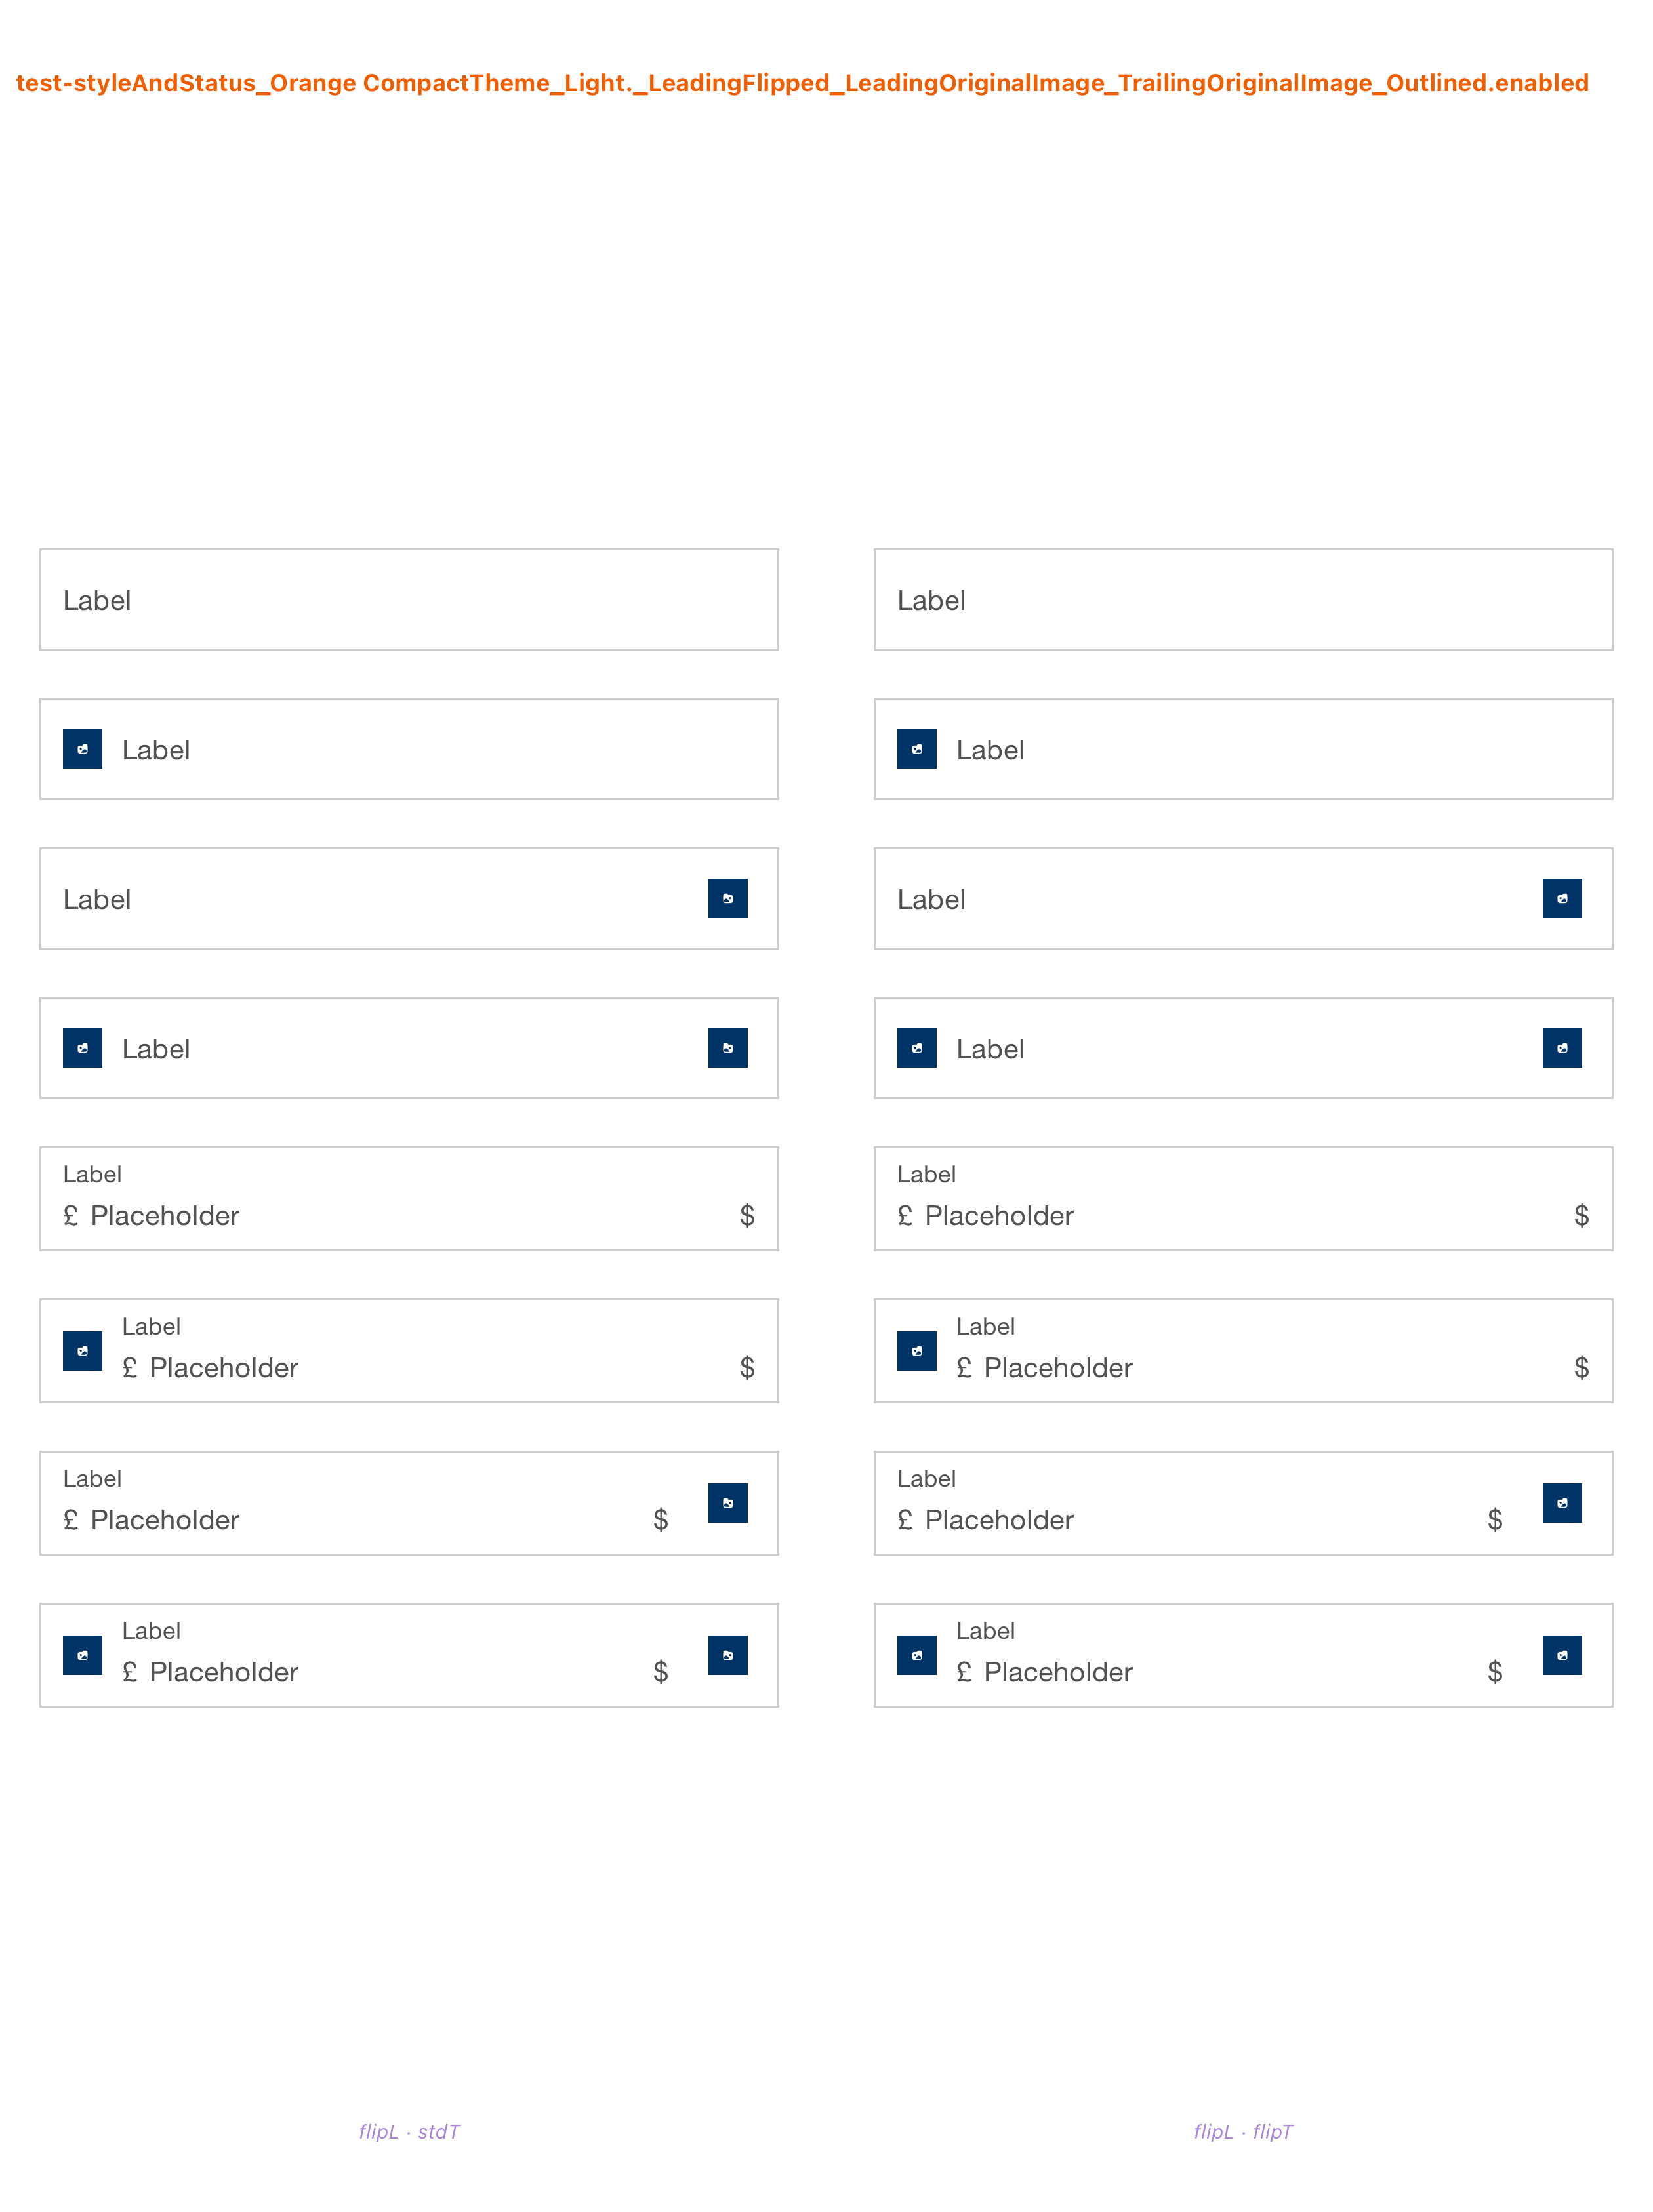 test-styleAndStatus_Orange CompactTheme_Light._LeadingFlipped_LeadingOriginalImage_TrailingOriginalImage_Outlined.enabled
Label
Label
Label
Label
Label
Label
Label
Label
Label
Label
£ Placeholder $
£ Placeholder $
Label
Label
£ Placeholder $
£ Placeholder $
Label
Label
£ Placeholder $
£ Placeholder $
Label
Label
£ Placeholder $
£ Placeholder $
flipL · stdT
flipL · flipT